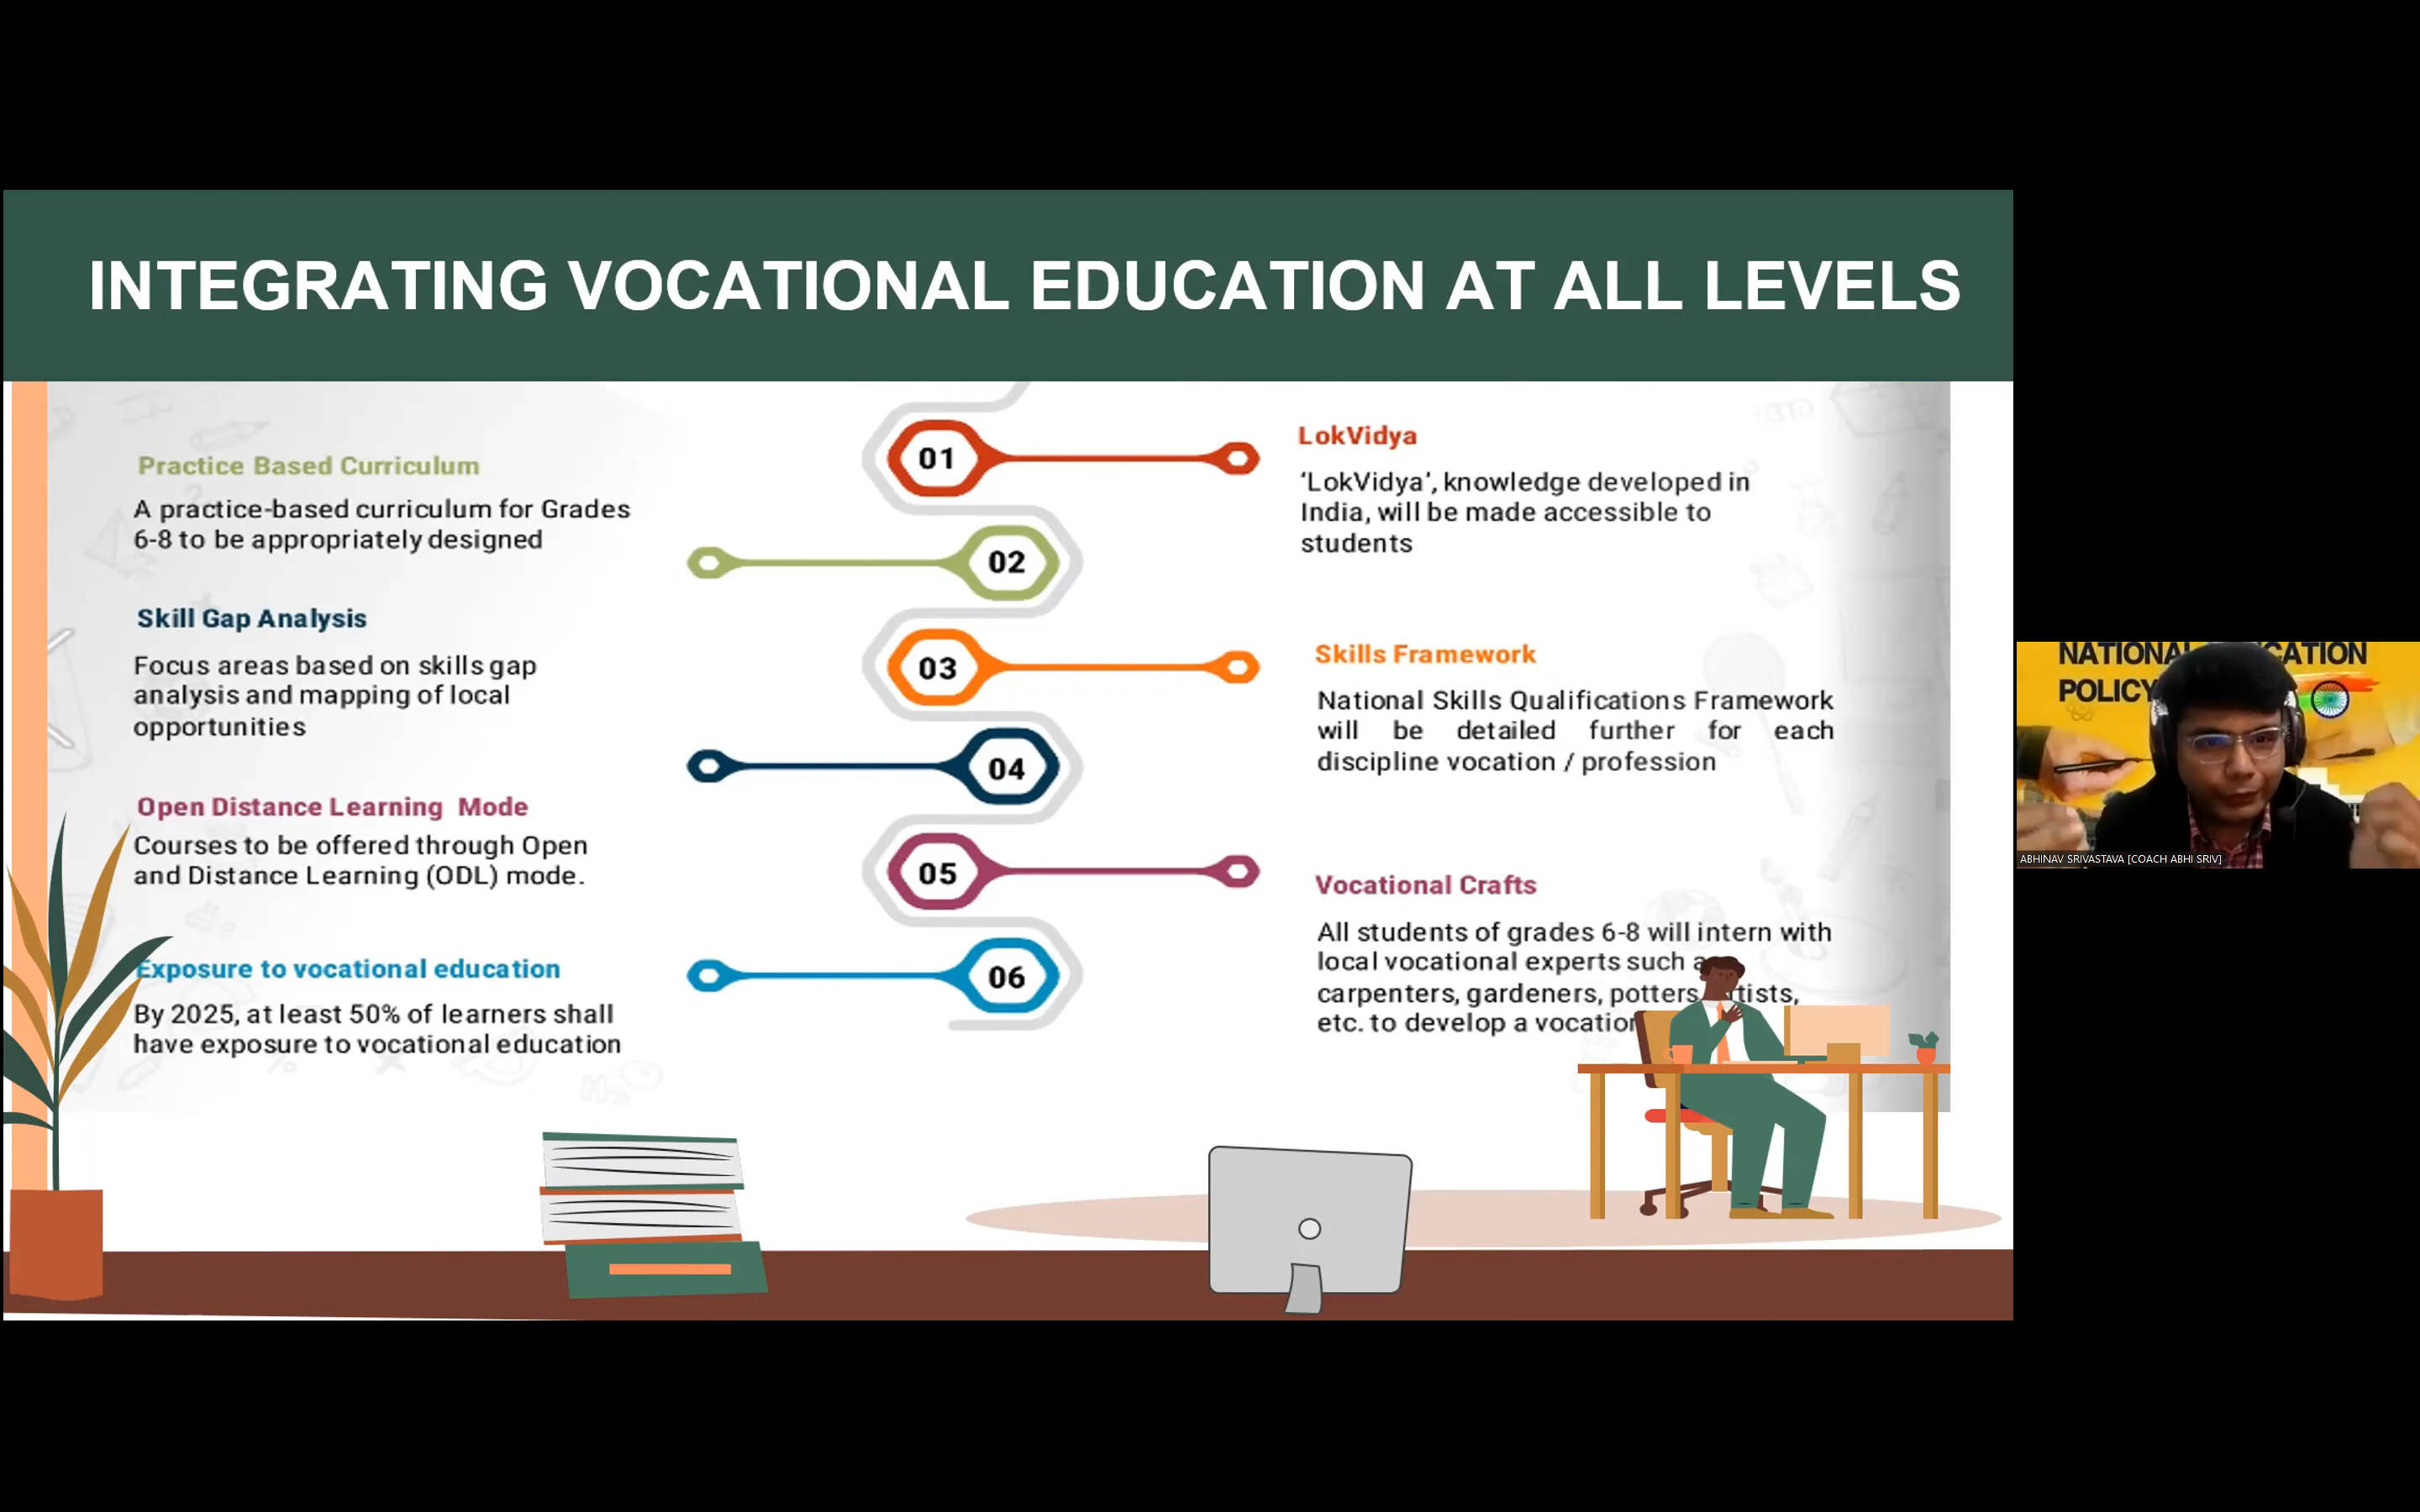 INTEGRATING VOCATIONAL EDUCATION AT ALL LEVELS
Practice Based Curriculum
A practice-based curriculum for Grades
6-8 to be appropriately designed
Skill Gap Analysis
Focus areas based on skills gap
analysis and mapping of local
opportunities
Open Distance Learning Mode
Courses to be offered through Open
and Distance Learning (ODL) mode.
Exposure to vocational education
By 2025, at least 50% of learners shall
have exposure to vocational education
01
02
03
04
05
06
LokVidya
‘LokVidya’, knowledge developed in
India, will be made accessible to
students
Skills Framework
National Skills Qualifications Framework
will be detailed further for each
discipline vocation / profession
Vocational Crafts
All students of grades 6-8 will intern with
local vocational experts such
carpenters, gardeners, potters,
etc. to develop a
NATIONAL
POLICY
ABHINAV SRIVASTAVA [COACH ABHI SRIV]